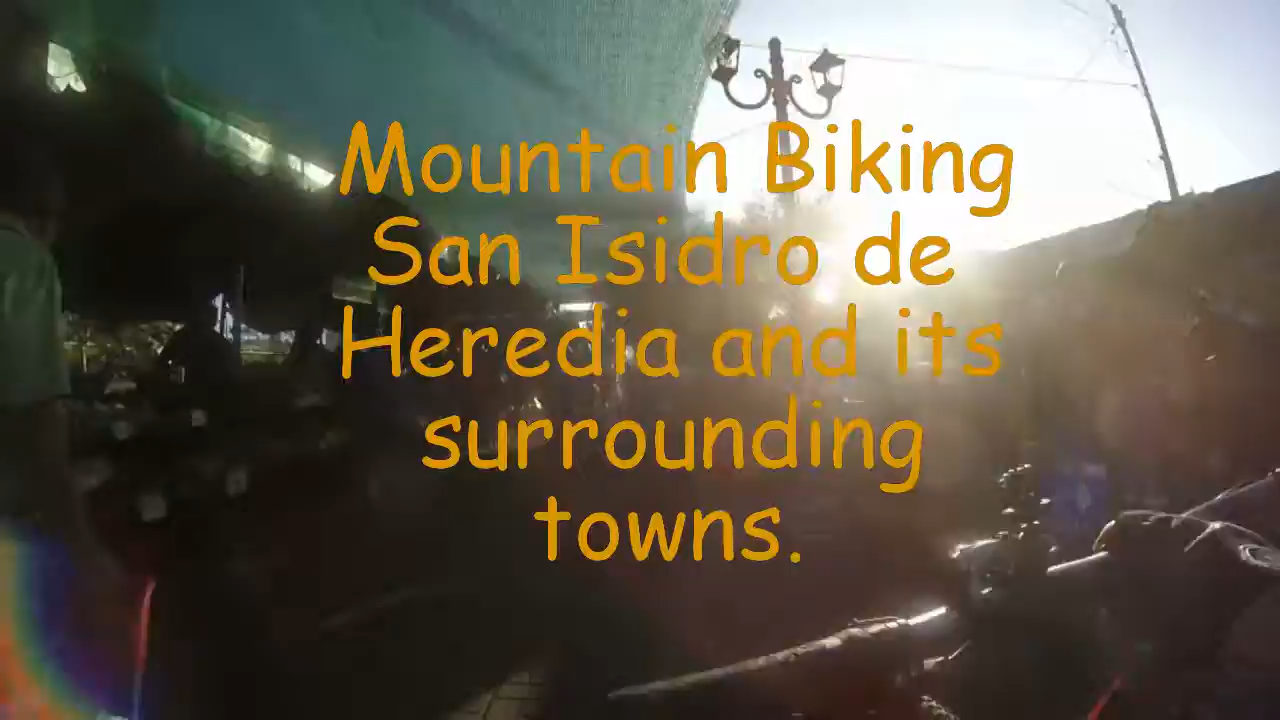 Mountain Biking
San Isidro de
Heredia and its
surrounding
towns.